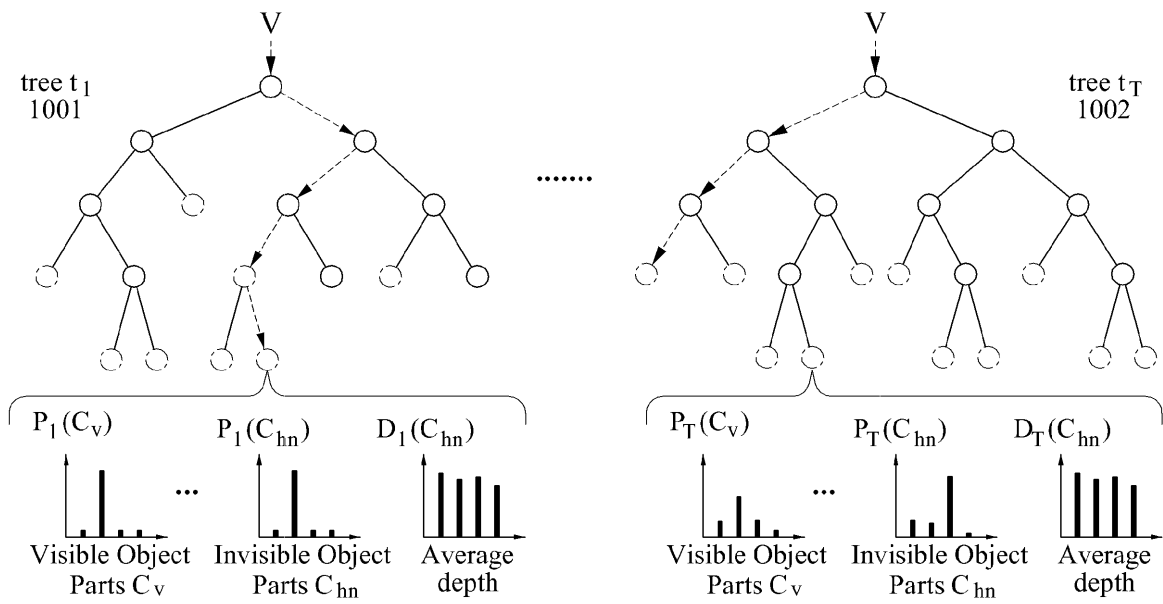 V
V
tree t1
1001
tree tT
1002
.......
P1(Cv)
P1(Chn)
D1(Chn)
PT(Cv)
PT(Chn)
DT(Chn)
...
...
Visible Object
Parts Cv
Invisible Object
Parts Chn
Average
depth
Visible Object
Parts Cv
Invisible Object
Parts Chn
Average
depth